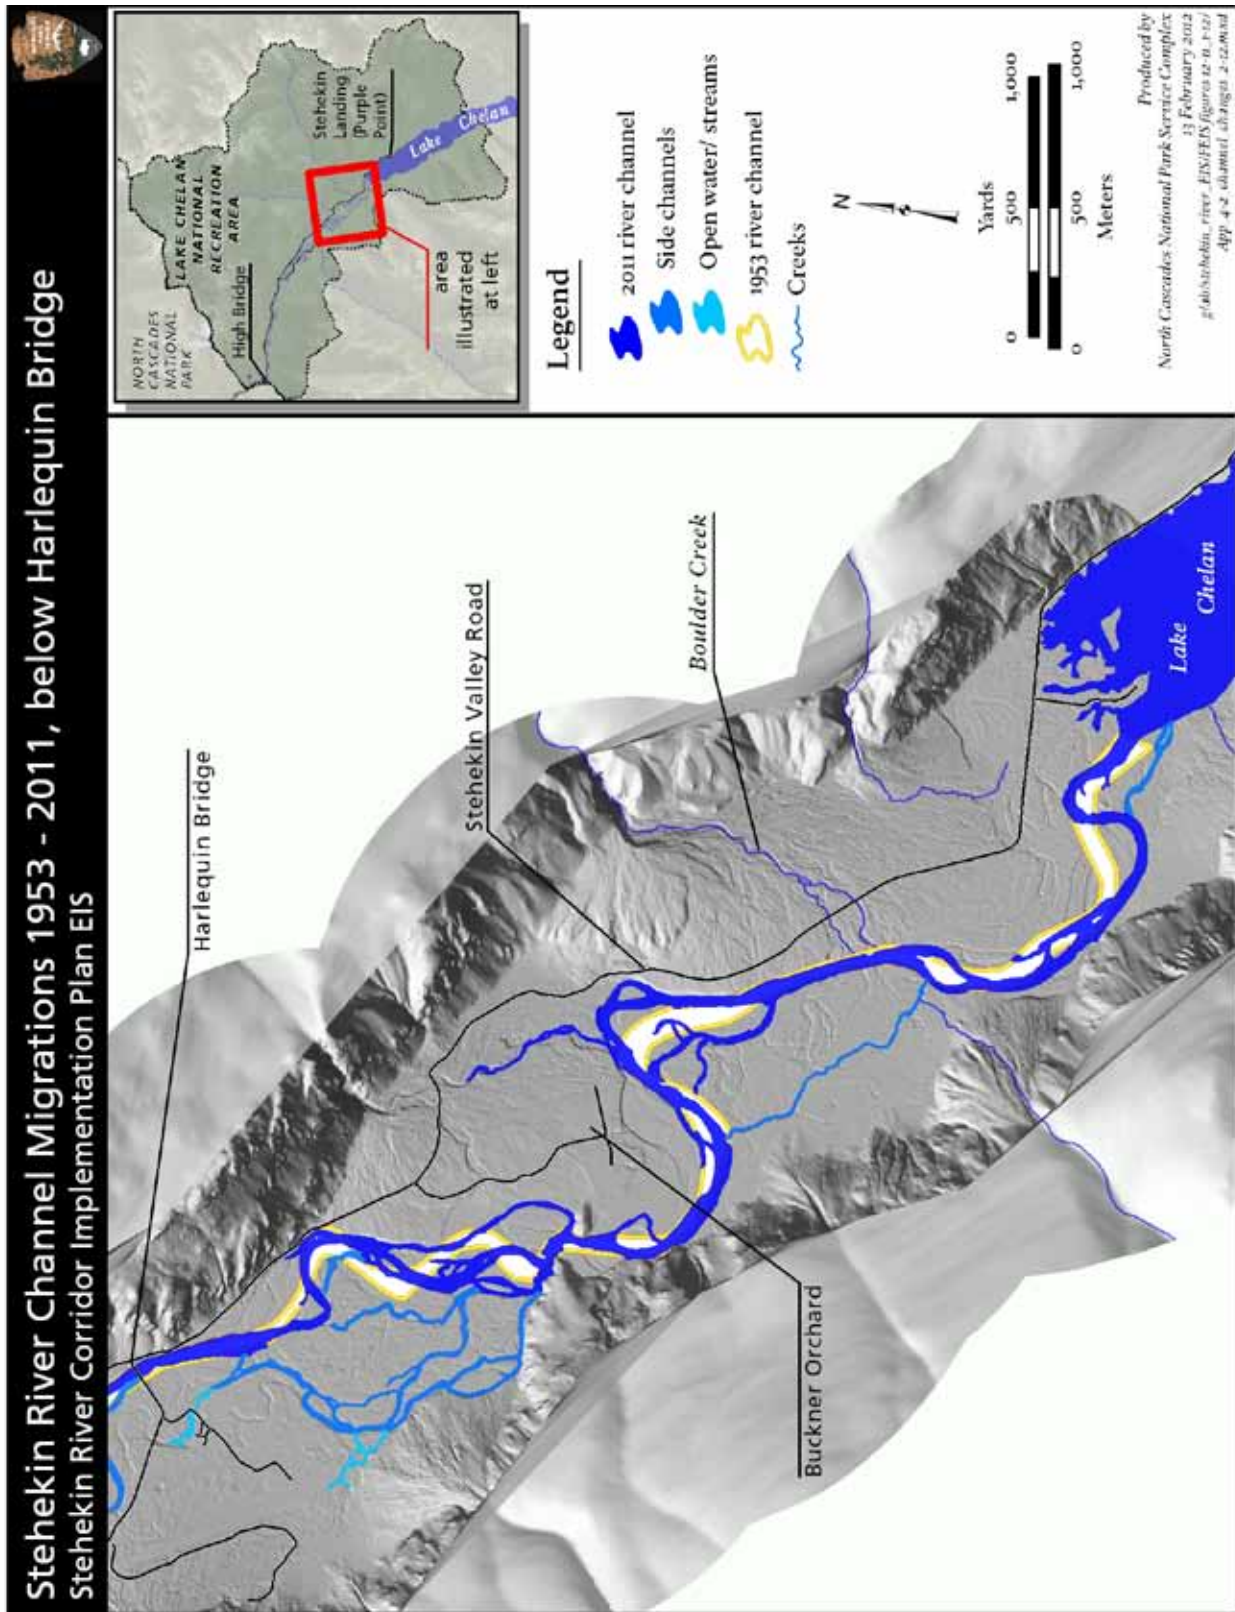 Stehekin River Channel Migrations 1953 - 2011, below Harlequin Bridge
Stehekin River Corridor Implementation Plan EIS
Harlequin Bridge
Stehekin Valley Road
Boulder Creek
Buckner Orchard
Lake
Chelan
NORTH
CASCADES
NATIONAL
PARK
LAKE CHELAN
NATIONAL
RECREATION
AREA
High Bridge
Stehekin
Landing
(Purple
Point)
Lake Chelan
area
illustrated
at left
Legend
2011 river channel
Side channels
Open water/ streams
1953 river channel
Creeks
N
Yards
0 500 1,000
0 500 1,000
Meters
Produced by
North Cascades National Park Service Complex
13 February 2012